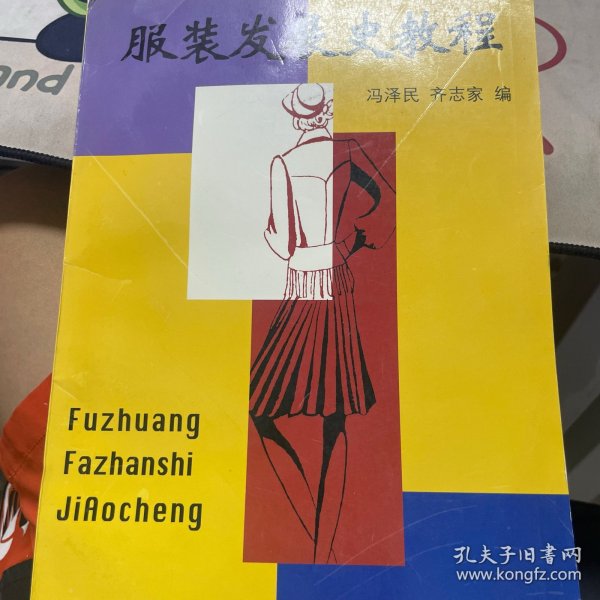 服装发展史教程
冯泽民 齐志家 编
and
Fuzhuang
Fazhanshi
JiAocheng
孔夫子旧书网
www.kongfz.com